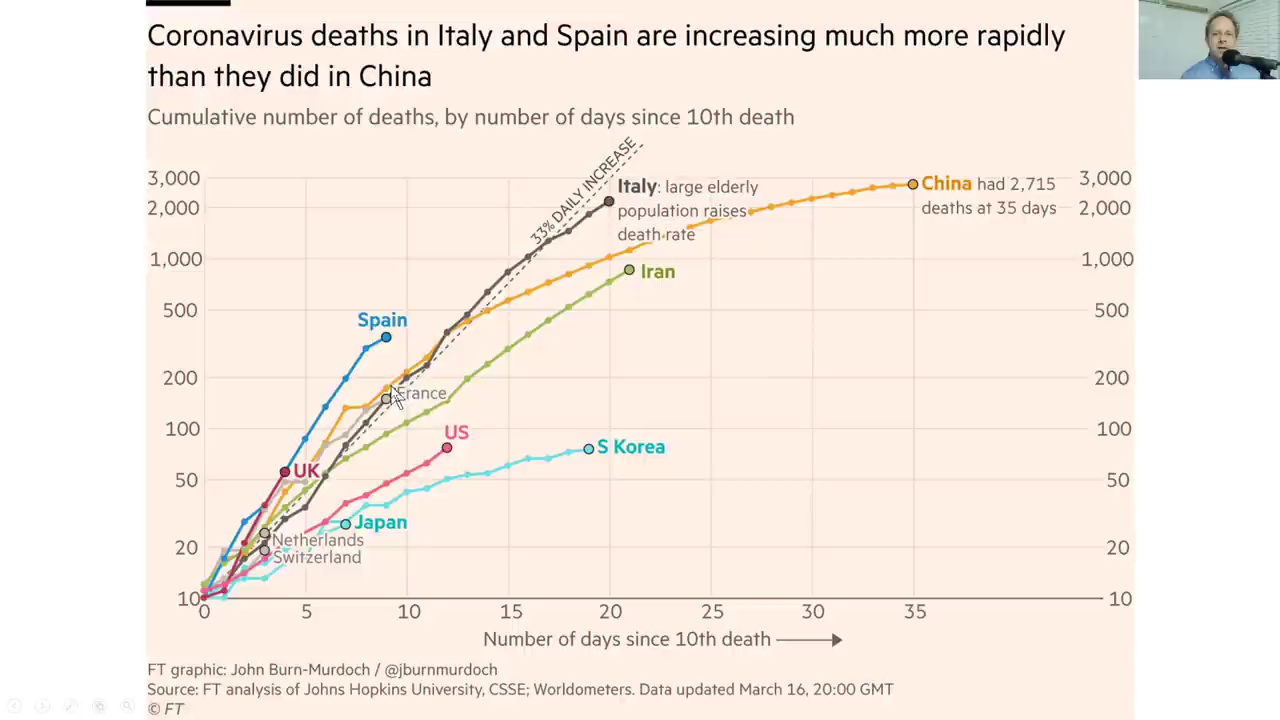 Coronavirus deaths in Italy and Spain are increasing much more rapidly
than they did in China
Cumulative number of deaths, by number of days since 10th death
33% DAILY INCREASE
3,000
2,000
1,000
500
200
100
50
20
10
Italy: large elderly
population raises
death rate
China had 2,715
deaths at 35 days
Iran
Spain
France
US
S Korea
UK
Japan
Netherlands
Switzerland
3,000
2,000
1,000
500
200
100
50
20
10
0 5 10 15 20 25 30 35
Number of days since 10th death
FT graphic: John Burn-Murdoch / @jburnmurdoch
Source: FT analysis of Johns Hopkins University, CSSE; Worldometers. Data updated March 16, 20:00 GMT
© FT